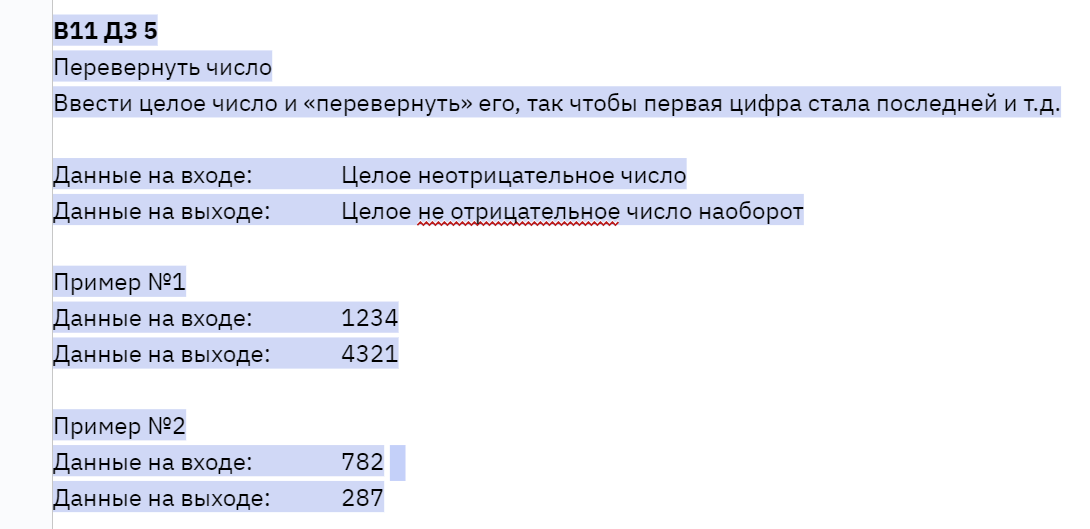 В11 ДЗ 5
Перевернуть число
Ввести целое число и «перевернуть» его, так чтобы первая цифра стала последней и т.д.
Данные на входе: Целое неотрицательное число
Данные на выходе: Целое не отрицательное число наоборот
Пример №1
Данные на входе: 1234
Данные на выходе: 4321
Пример №2
Данные на входе: 782
Данные на выходе: 287